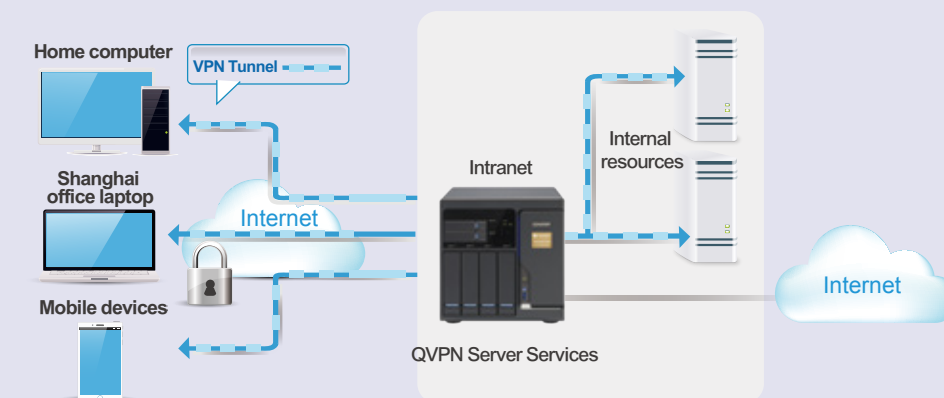 Home computer
VPN Tunnel
Shanghai
office laptop
Internet
Mobile devices
Intranet
Internal
resources
QVPN Server Services
Internet